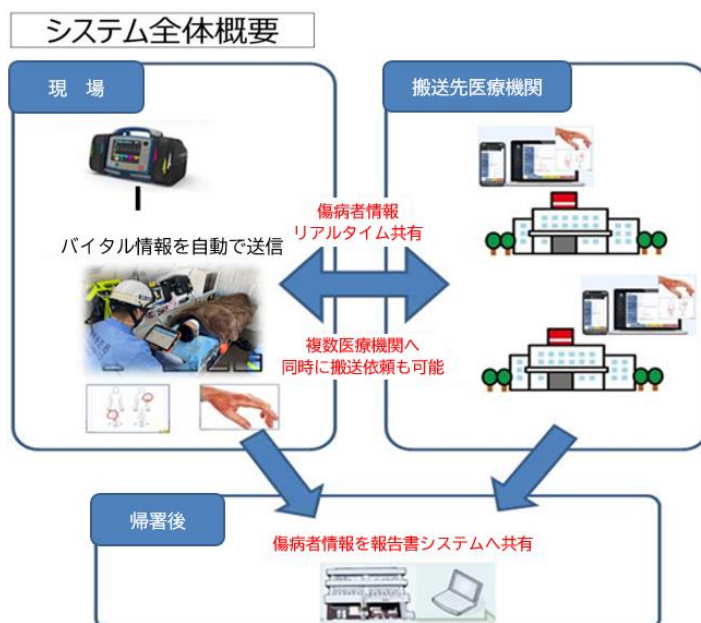 システム全体概要
現　場
搬送先医療機関
バイタル情報を自動で送信
傷病者情報
リアルタイム共有
複数医療機関へ
同時に搬送依頼も可能
帰署後
傷病者情報を報告書システムへ共有